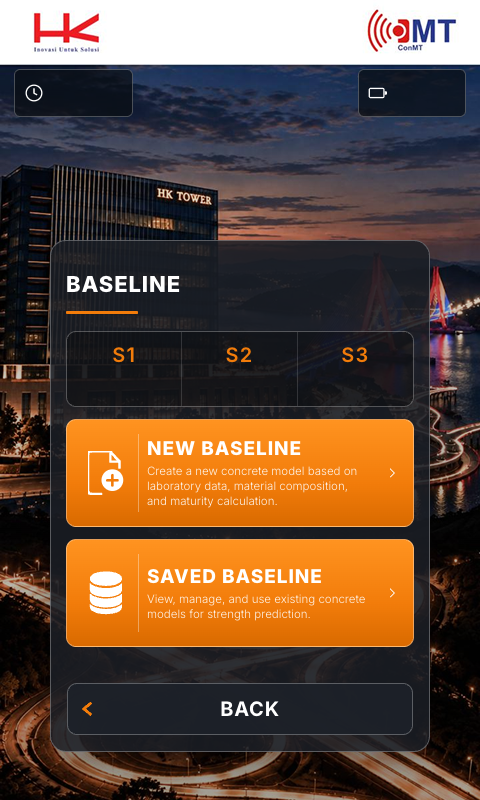 HK
Inovasi Untuk Solusi
MT
ConMT
HK TOWER
BASELINE
S1
S2
S3
NEW BASELINE
Create a new concrete model based on
laboratory data, material composition,
and maturity calculation.
SAVED BASELINE
View, manage, and use existing concrete
models for strength prediction.
BACK